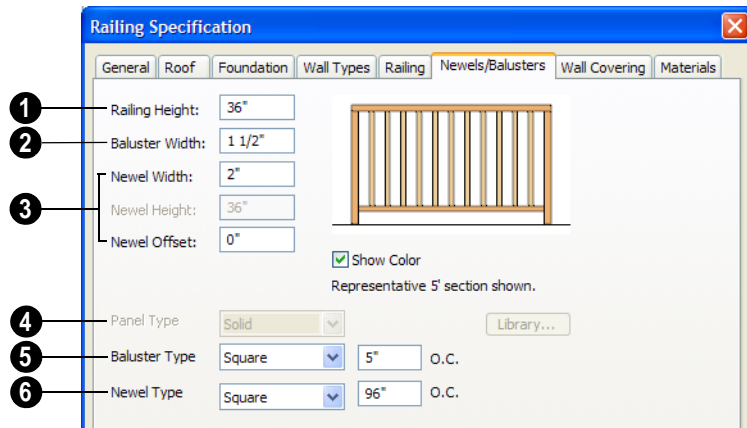 Railing Specification
General Roof Foundation Wall Types Railing Newels/Balusters Wall Covering Materials
1 Railing Height: 36"
2 Baluster Width: 1 1/2"
Newel Width: 2"
3 Newel Height: 36"
Newel Offset: 0"
Show Color
Representative 5' section shown.
4 Panel Type Solid Library...
5 Baluster Type Square 5" O.C.
6 Newel Type Square 96" O.C.